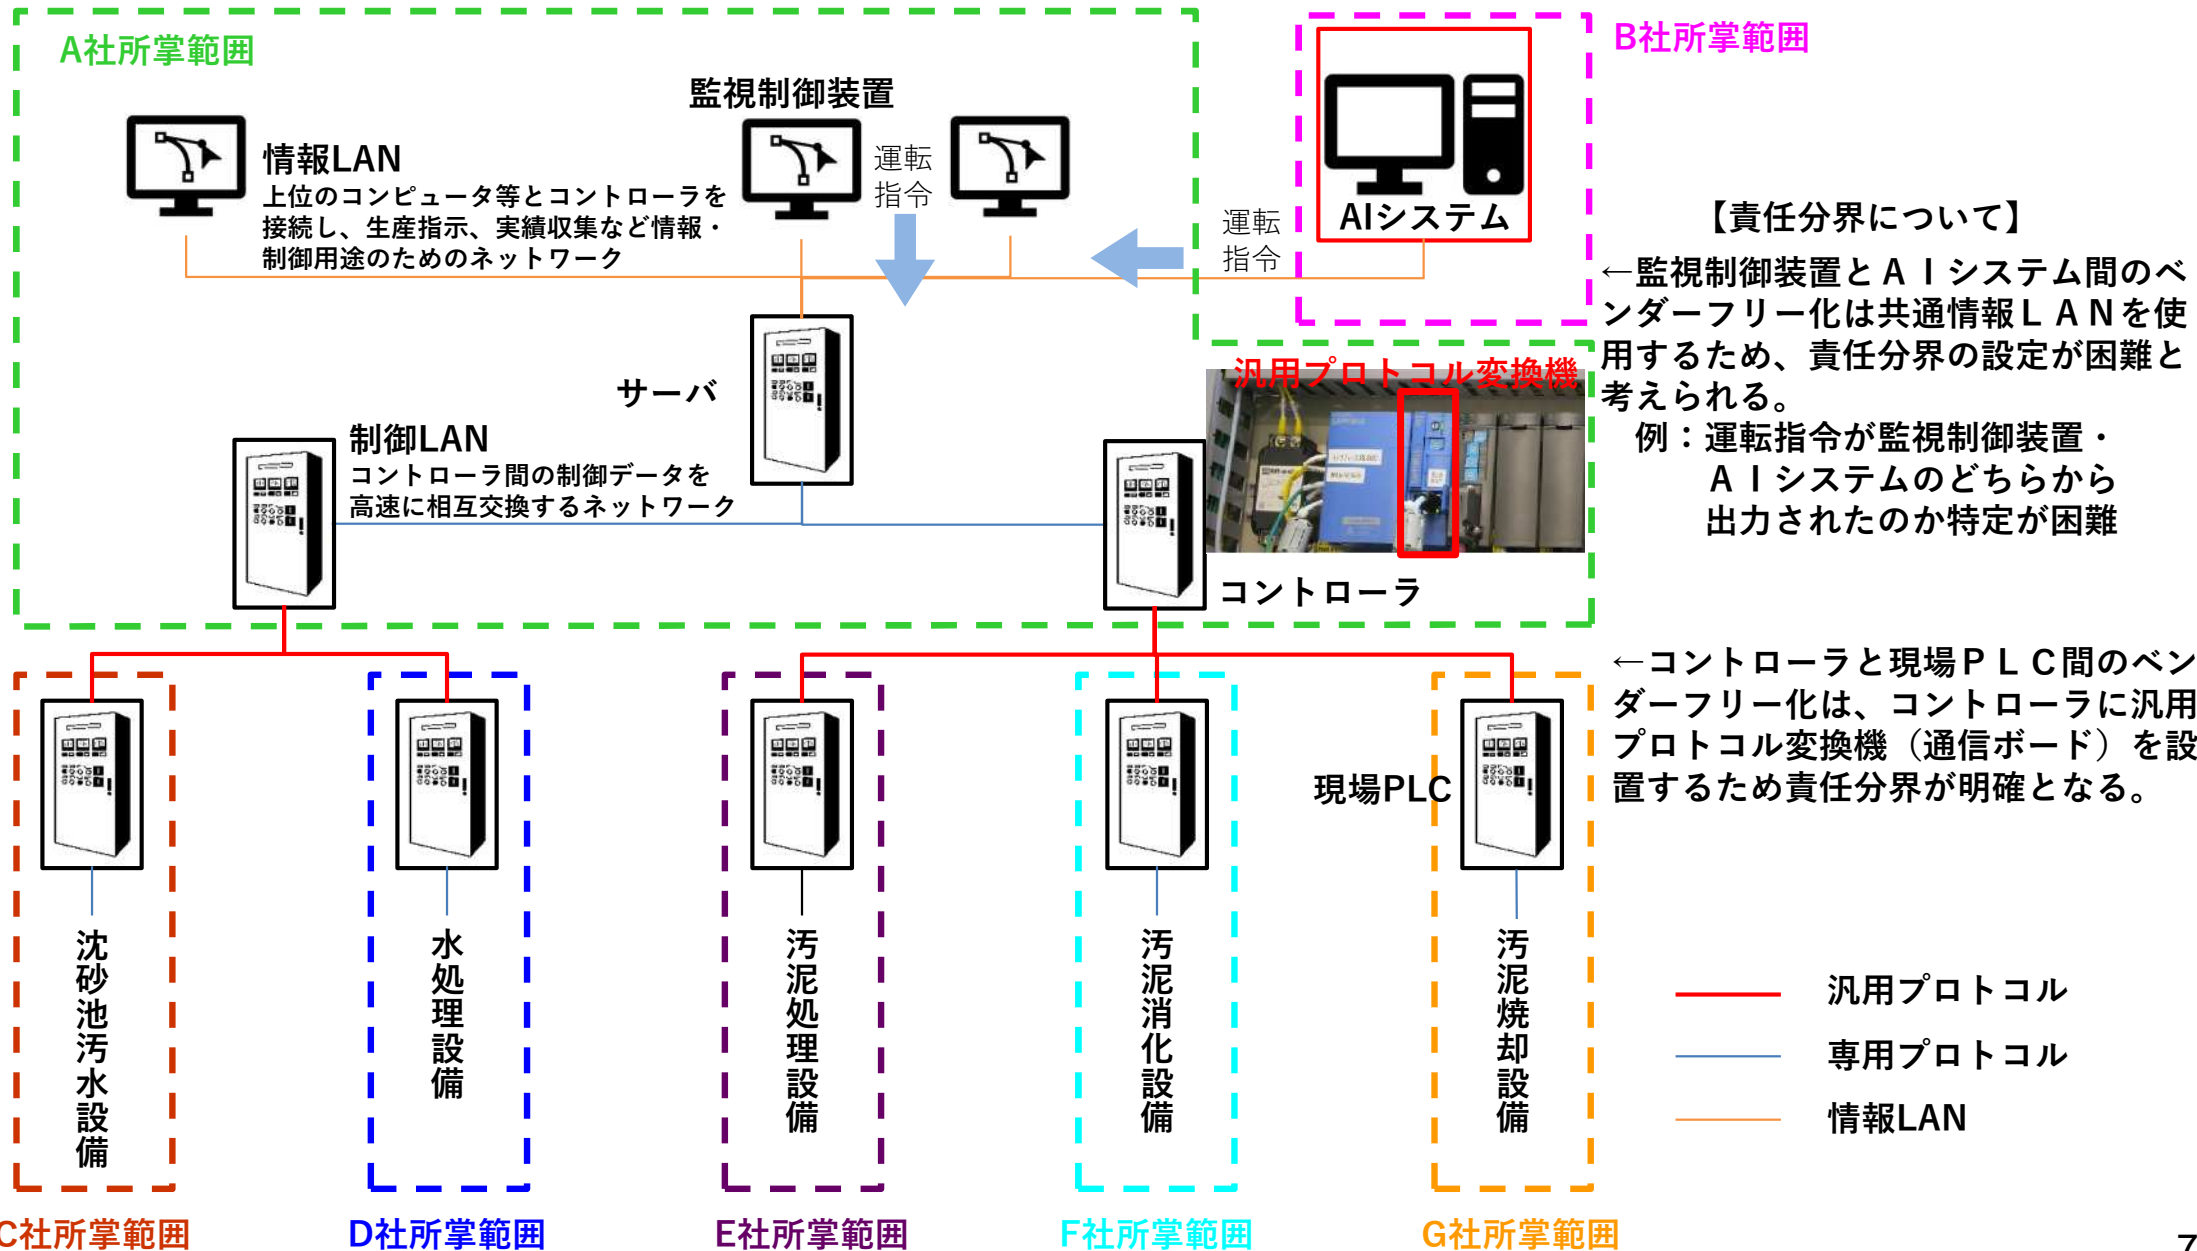 A社所掌範囲
B社所掌範囲
監視制御装置
情報LAN
上位のコンピュータ等とコントローラを
接続し、生産指示、実績収集など情報・
制御用途のためのネットワーク
運転
指令
運転
指令
AIシステム
【責任分界について】
←監視制御装置とＡＩシステム間のベ
ンダーフリー化は共通情報ＬＡＮを使
用するため、責任分界の設定が困難と
考えられる。
例：運転指令が監視制御装置・
ＡＩシステムのどちらから
出力されたのか特定が困難
汎用プロトコル変換機
サーバ
制御LAN
コントローラ間の制御データを
高速に相互交換するネットワーク
コントローラ
←コントローラと現場ＰＬＣ間のベン
ダーフリー化は、コントローラに汎用
プロトコル変換機（通信ボード）を設
置するため責任分界が明確となる。
現場PLC
沈砂池汚水設備
水処理設備
汚泥処理設備
汚泥消化設備
汚泥焼却設備
汎用プロトコル
専用プロトコル
情報LAN
C社所掌範囲
D社所掌範囲
E社所掌範囲
F社所掌範囲
G社所掌範囲
7